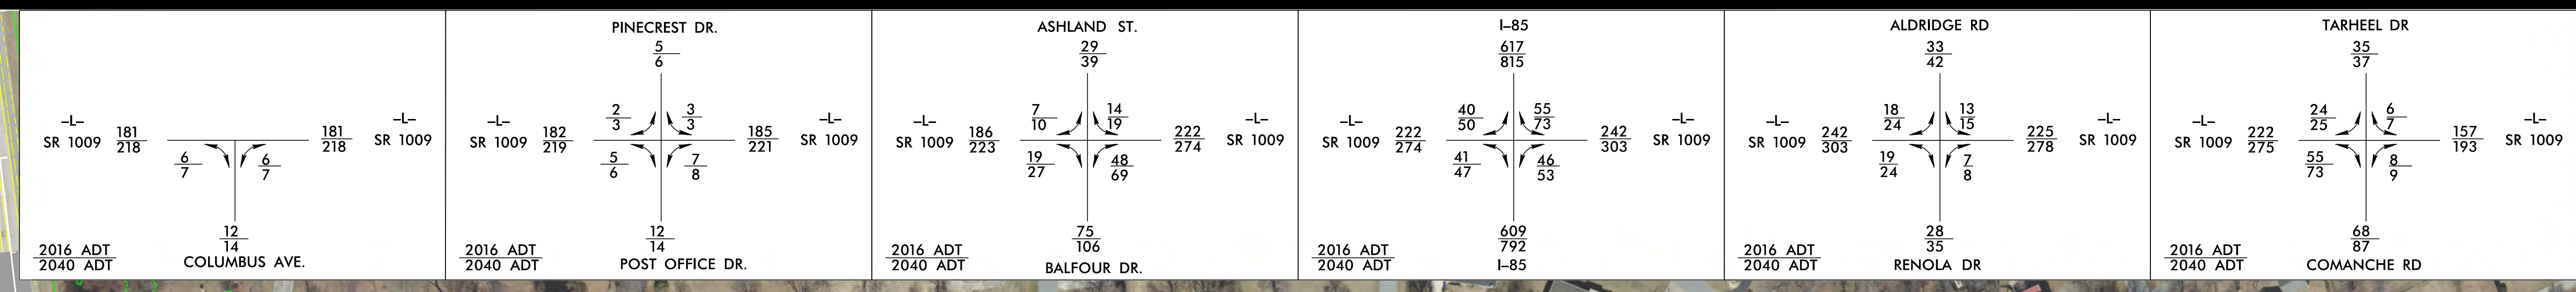 -L-
SR 1009
181
218
6
7
6
7
181
218
-L-
SR 1009
12
14
2016 ADT
2040 ADT
COLUMBUS AVE.
PINECREST DR.
5
6
-L-
SR 1009
182
219
2
3
3
3
5
6
7
8
185
221
-L-
SR 1009
12
14
2016 ADT
2040 ADT
POST OFFICE DR.
ASHLAND ST.
29
39
-L-
SR 1009
186
223
7
10
14
19
19
27
48
69
222
274
-L-
SR 1009
75
106
2016 ADT
2040 ADT
BALFOUR DR.
I-85
617
815
-L-
SR 1009
222
274
40
50
55
73
41
47
46
53
242
303
-L-
SR 1009
609
792
2016 ADT
2040 ADT
I-85
ALDRIDGE RD
33
42
-L-
SR 1009
242
303
18
24
13
15
19
24
7
8
225
278
-L-
SR 1009
28
35
2016 ADT
2040 ADT
RENOLA DR
TARHEEL DR
35
37
-L-
SR 1009
222
275
24
25
6
7
55
73
8
9
157
193
-L-
SR 1009
68
87
2016 ADT
2040 ADT
COMANCHE RD